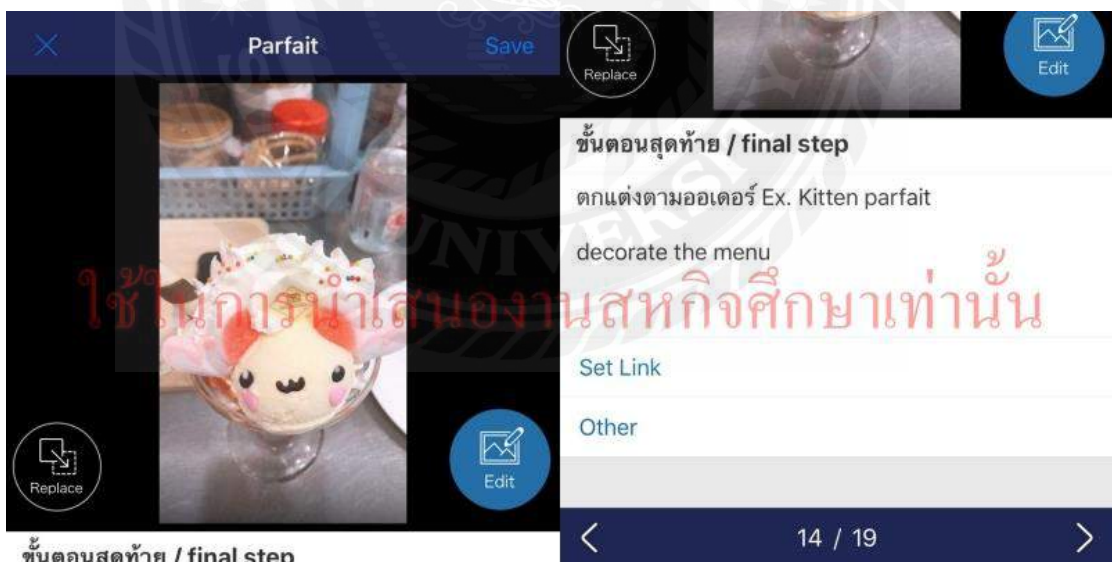 Parfait
Save
Replace
Edit
ขั้นตอนสุดท้าย / final step
Replace
Edit
ขั้นตอนสุดท้าย / final step
ตกแต่งตามออเดอร์ Ex. Kitten parfait
decorate the menu
Set Link
Other
14 / 19
ใช้ในการนำเสนองานสหกิจศึกษาเท่านั้น
UNIVERSITY